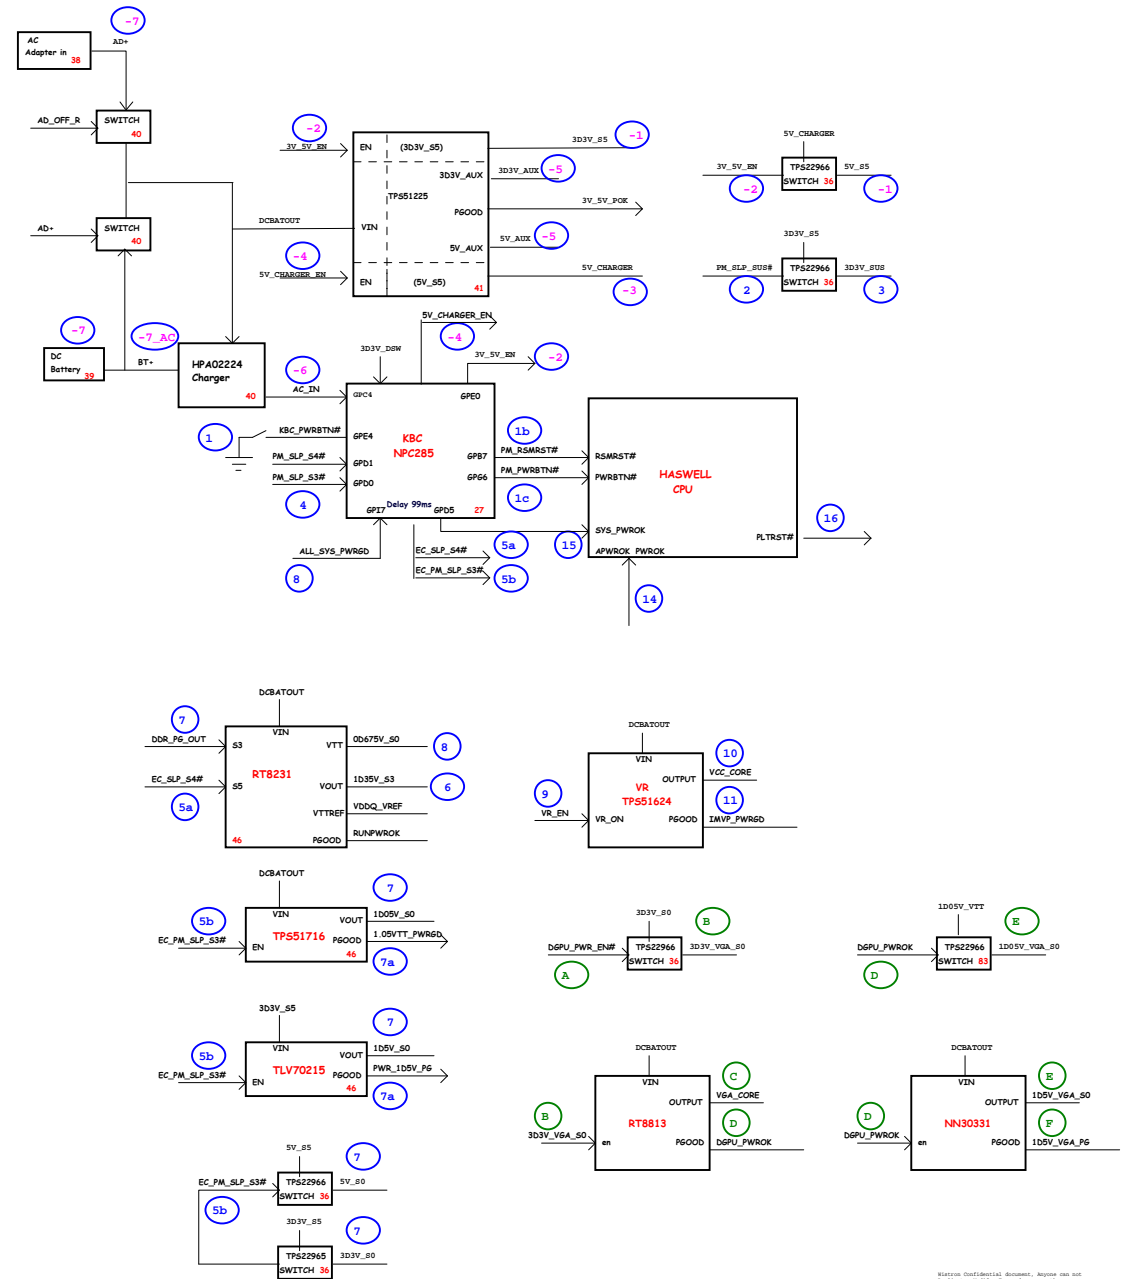 -7
AC
Adapter in
38
AD+
AD_OFF_R
SWITCH
40
AD+
SWITCH
40
-7
DC
Battery
39
-7_AC
BT+
HPA02224
Charger
40
DCBATOUT
-2
3V_5V_EN
-4
5V_CHARGER_EN
EN
(3D3V_S5)
3D3V_AUX
TPS51225
PGOOD
VIN
5V_AUX
EN
(5V_S5)
41
3D3V_S5
-1
3D3V_AUX
-5
3V_5V_POK
5V_AUX
-5
5V_CHARGER
-3
5V_CHARGER
3V_5V_EN
-2
TPS22966
SWITCH 36
5V_S5
-1
3D3V_S5
PM_SLP_SUS#
2
TPS22966
SWITCH 36
3D3V_SUS
3
5V_CHARGER_EN
-4
3D3V_DSW
3V_5V_EN
-2
-6
AC_IN
GPC4
GPE0
1
KBC_PWRBTN#
GPE4
KBC
NPC285
PM_SLP_S4#
GPD1
PM_SLP_S3#
GPD0
4
GPB7
GPG6
Delay 99ms
GPI7
GPD5
27
1b
PM_RSMRST#
PM_PWRBTN#
1c
RSMRST#
PWRBTN#
HASWELL
CPU
SYS_PWROK
APWROK PWROK
PLTRST#
16
15
14
ALL_SYS_PWRGD
8
EC_SLP_S4#
5a
EC_PM_SLP_S3#
5b
DCBATOUT
7
DDR_PG_OUT
VIN
S3
VTT
0D675V_S0
8
RT8231
EC_SLP_S4#
S5
5a
VOUT
1D35V_S3
6
VTTREF
VDDQ_VREF
46
PGOOD
RUNPWROK
DCBATOUT
VIN
10
OUTPUT
VCC_CORE
VR
TPS51624
9
VR_EN
VR_ON
11
PGOOD
IMVP_PWRGD
DCBATOUT
7
VIN
5b
EC_PM_SLP_S3#
EN
TPS51716
VOUT
1D05V_S0
PGOOD
1.05VTT_PWRGD
46
7a
3D3V_S0
B
DGPU_PWR_EN#
A
TPS22966
SWITCH 36
3D3V_VGA_S0
1D05V_VTT
E
DGPU_PWROK
D
TPS22966
SWITCH 83
1D05V_VGA_S0
3D3V_S5
7
VIN
5b
EC_PM_SLP_S3#
EN
TLV70215
VOUT
1D5V_S0
PGOOD
PWR_1D5V_PG
46
7a
DCBATOUT
VIN
C
OUTPUT
VGA_CORE
B
3D3V_VGA_S0
en
RT8813
D
PGOOD
DGPU_PWROK
DCBATOUT
VIN
E
OUTPUT
1D5V_VGA_S0
D
DGPU_PWROK
en
NN30331
F
PGOOD
1D5V_VGA_PG
5V_S5
7
EC_PM_SLP_S3#
5b
TPS22966
SWITCH 36
5V_S0
3D3V_S5
7
TPS22965
SWITCH 36
3D3V_S0
Wistron Confidential document, Anyone can not